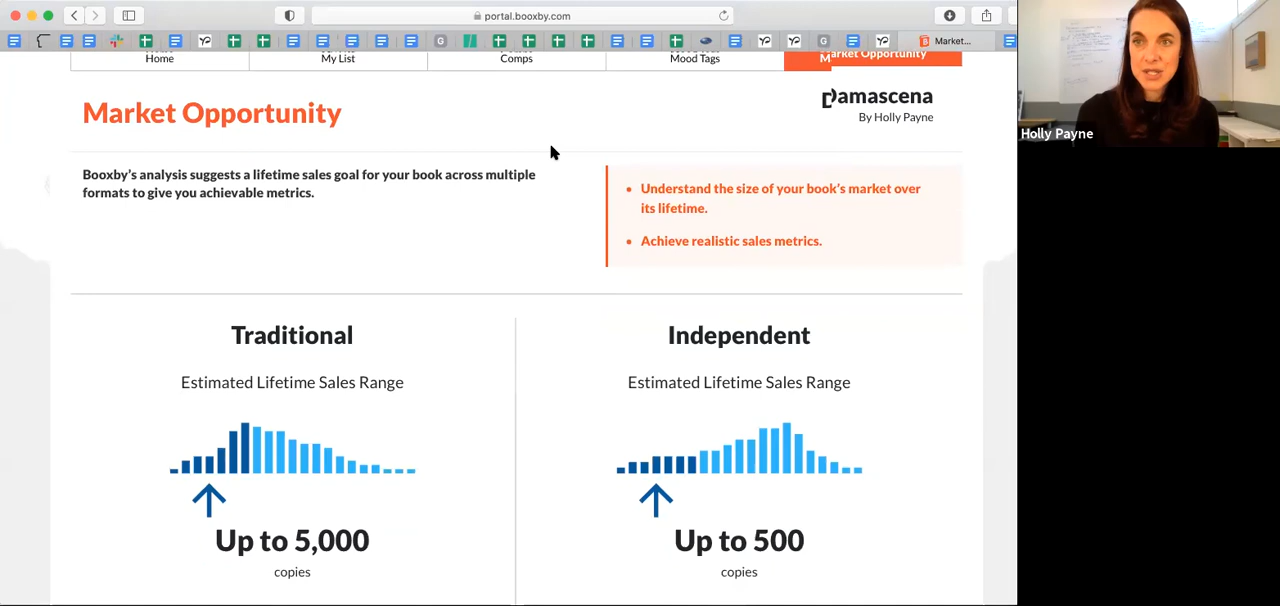 portal.booxby.com
Market...
Home
My List
Comps
Mood Tags
Market Opportunity
Market Opportunity
Damascena
By Holly Payne
Holly Payne
Booxby's analysis suggests a lifetime sales goal for your book across multiple
formats to give you achievable metrics.
• Understand the size of your book's market over
its lifetime.
• Achieve realistic sales metrics.
Traditional
Estimated Lifetime Sales Range
Up to 5,000
copies
Independent
Estimated Lifetime Sales Range
Up to 500
copies